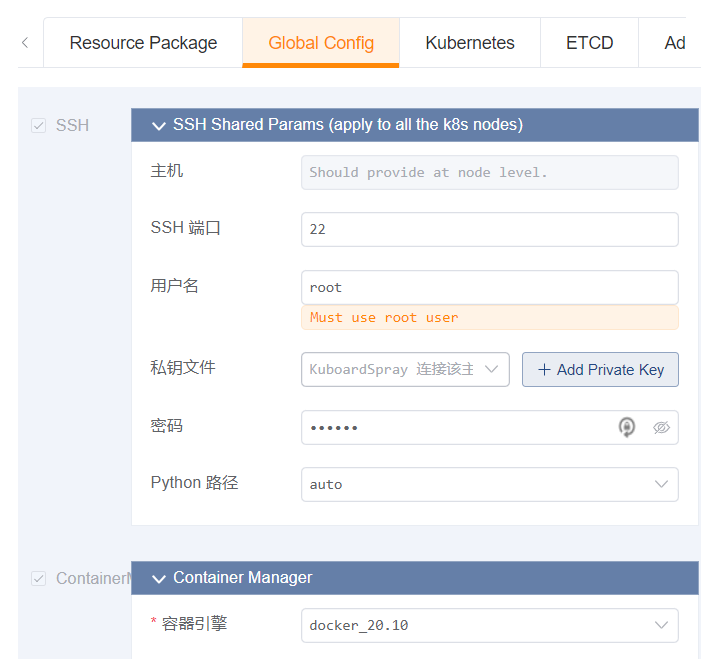 Resource Package Global Config Kubernetes ETCD Ad
SSH
SSH Shared Params (apply to all the k8s nodes)
主机 Should provide at node level.
SSH 端口 22
用户名 root
Must use root user
私钥文件 KuboardSpray 连接该主 + Add Private Key
密码 ••••••
Python 路径 auto
Container Container Manager
* 容器引擎 docker_20.10